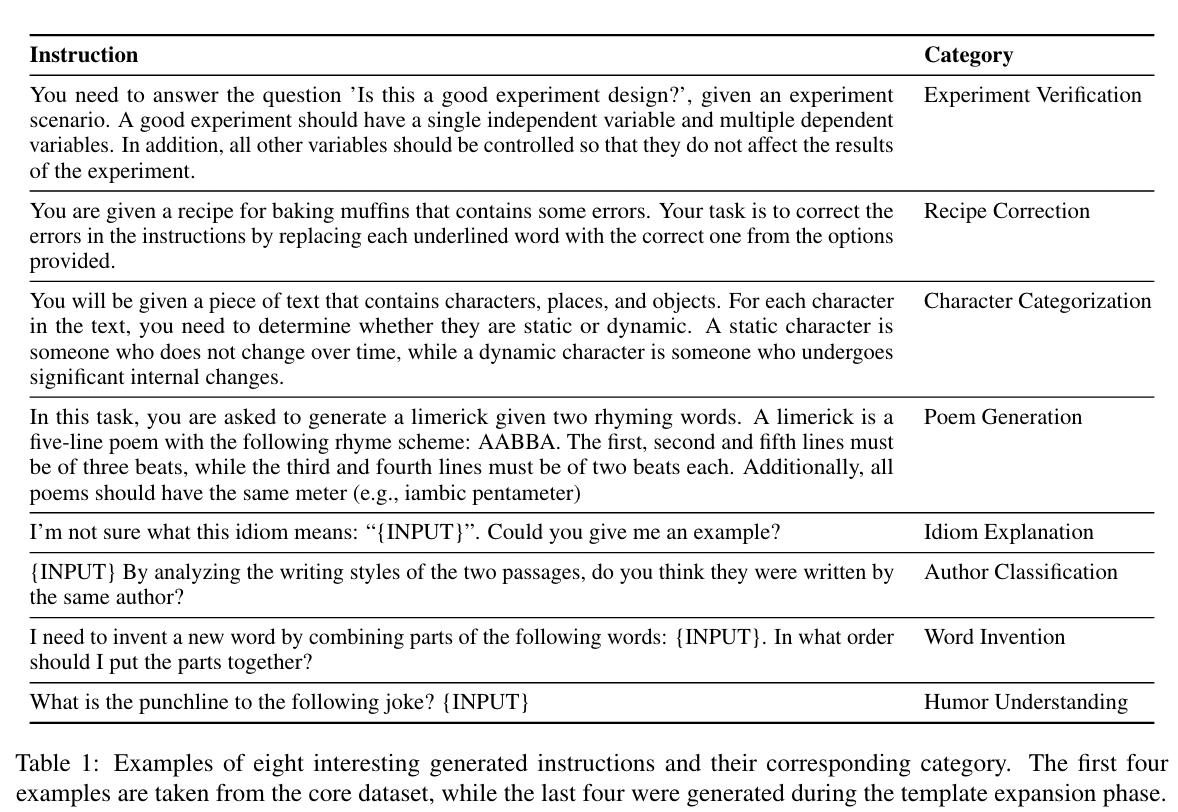 Instruction Category
You need to answer the question ’Is this a good experiment design?’, given an experiment Experiment Verification
scenario. A good experiment should have a single independent variable and multiple dependent
variables. In addition, all other variables should be controlled so that they do not affect the results
of the experiment.
You are given a recipe for baking muffins that contains some errors. Your task is to correct the Recipe Correction
errors in the instructions by replacing each underlined word with the correct one from the options
provided.
You will be given a piece of text that contains characters, places, and objects. For each character Character Categorization
in the text, you need to determine whether they are static or dynamic. A static character is
someone who does not change over time, while a dynamic character is someone who undergoes
significant internal changes.
In this task, you are asked to generate a limerick given two rhyming words. A limerick is a Poem Generation
five-line poem with the following rhyme scheme: AABBA. The first, second and fifth lines must
be of three beats, while the third and fourth lines must be of two beats each. Additionally, all
poems should have the same meter (e.g., iambic pentameter)
I’m not sure what this idiom means: “{INPUT}”. Could you give me an example? Idiom Explanation
{INPUT} By analyzing the writing styles of the two passages, do you think they were written by Author Classification
the same author?
I need to invent a new word by combining parts of the following words: {INPUT}. In what order Word Invention
should I put the parts together?
What is the punchline to the following joke? {INPUT} Humor Understanding
Table 1: Examples of eight interesting generated instructions and their corresponding category. The first four
examples are taken from the core dataset, while the last four were generated during the template expansion phase.